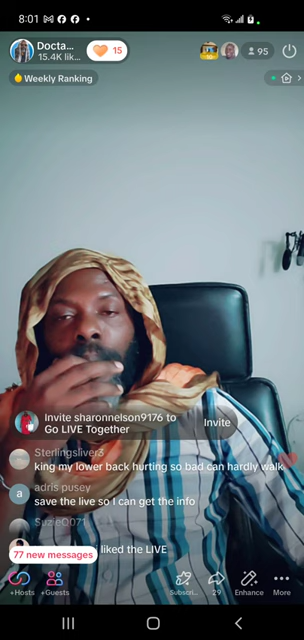 8:01
Docta...
15
15.4K lik...
95
Weekly Ranking
Invite sharonnelson9176 to
Go LIVE Together
Invite
Sterlingsliver3
king my lower back hurting so bad can hardly walk
a
adris pusey
save the live so I can get the info
77 new messages
liked the LIVE
+Hosts
+Guests
Subscri...
29
Enhance
More